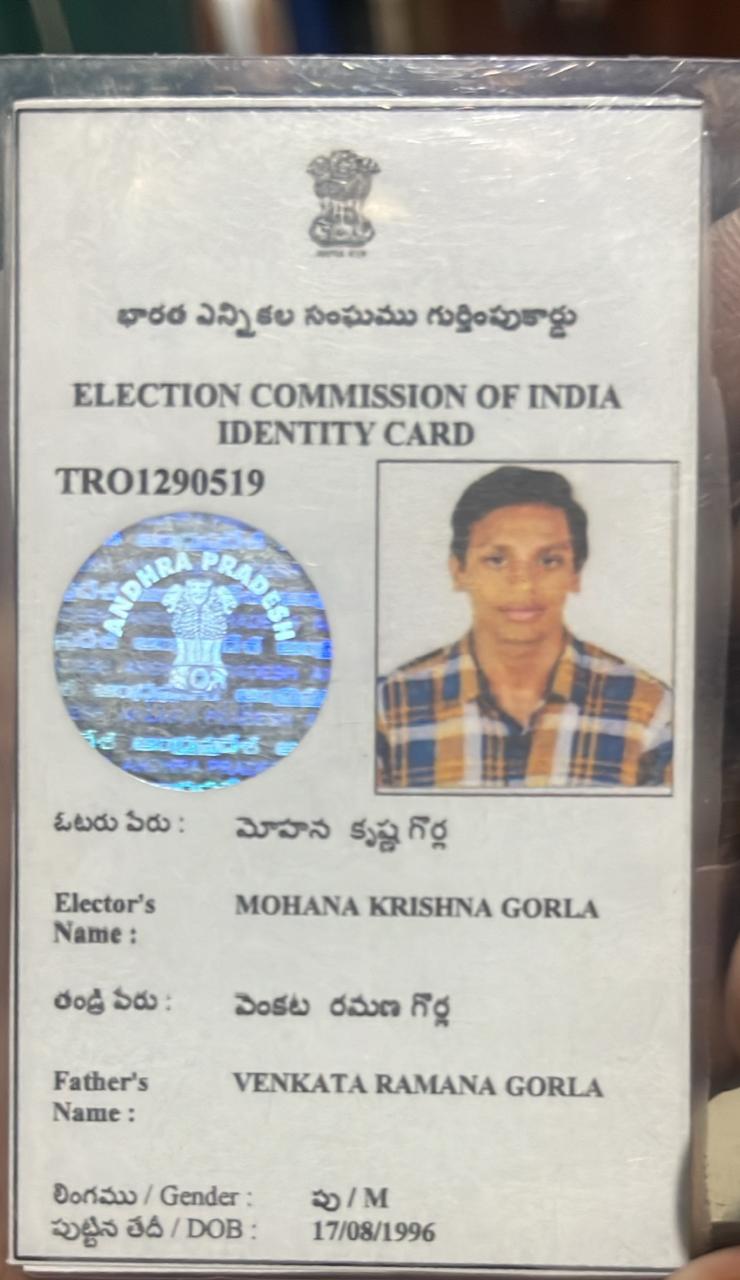 భారత ఎన్నికల సంఘము గుర్తింపుకార్డు
ELECTION COMMISSION OF INDIA
IDENTITY CARD
TRO1290519
ANDHRA PRADESH
ఓటరు పేరు : మోహన కృష్ణ గొర్ల
Elector's Name : MOHANA KRISHNA GORLA
తండ్రి పేరు : వెంకట రమణ గొర్ల
Father's Name : VENKATA RAMANA GORLA
లింగము / Gender : పు / M
పుట్టిన తేదీ / DOB : 17/08/1996